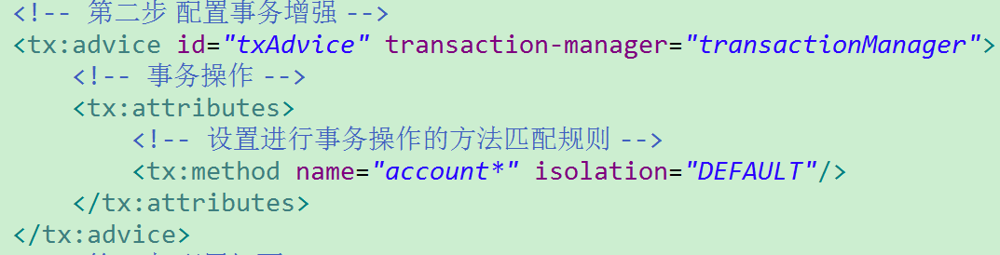 <!-- 第二步 配置事务增强 -->
<tx:advice id="txAdvice" transaction-manager="transactionManager">
<!-- 事务操作 -->
<tx:attributes>
<!-- 设置进行事务操作的方法匹配规则 -->
<tx:method name="account*" isolation="DEFAULT"/>
</tx:attributes>
</tx:advice>